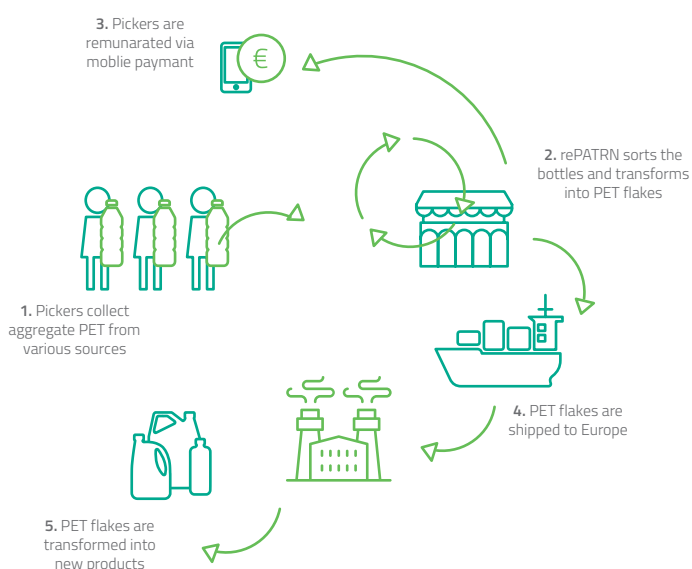 1. Pickers collect
aggregate PET from
various sources
2. rePATRN sorts the
bottles and transforms
into PET flakes
3. Pickers are
remunarated via
moblie paymant
€
4. PET flakes are
shipped to Europe
5. PET flakes are
transformed into
new products